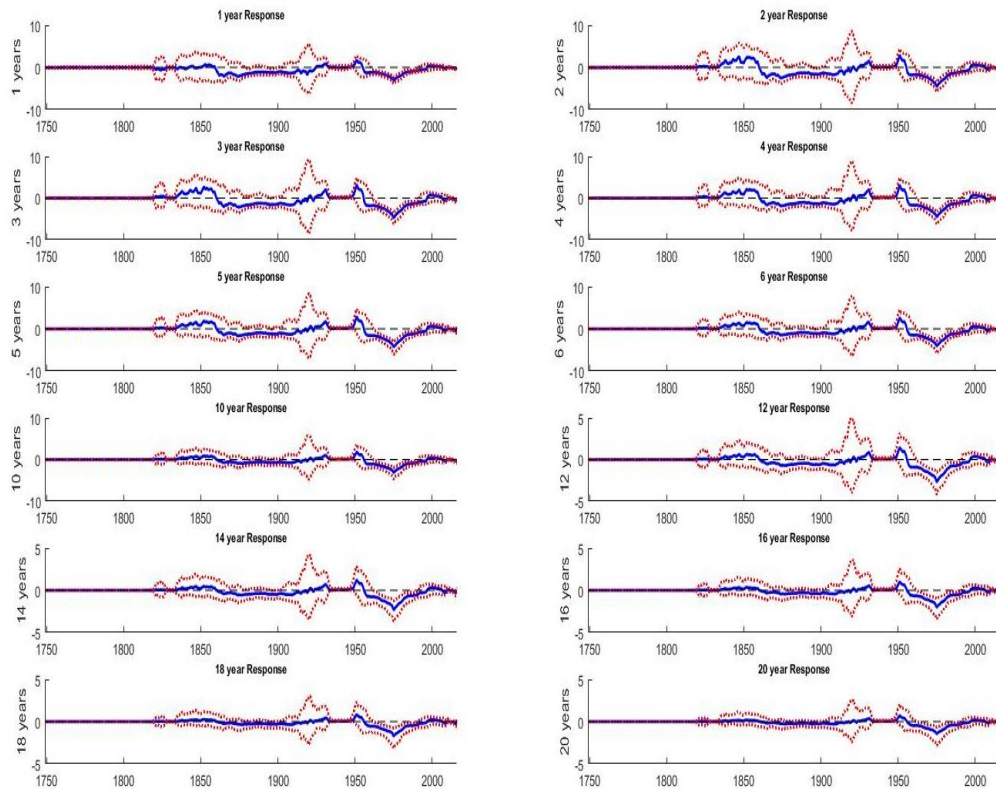 1 year Response
10
0
-10
1 years
1750 1800 1850 1900 1950 2000
2 year Response
10
0
-10
2 years
1750 1800 1850 1900 1950 2000
3 year Response
10
0
-10
3 years
1750 1800 1850 1900 1950 2000
4 year Response
10
0
-10
4 years
1750 1800 1850 1900 1950 2000
5 year Response
10
0
-10
5 years
1750 1800 1850 1900 1950 2000
6 year Response
10
0
-10
6 years
1750 1800 1850 1900 1950 2000
10 year Response
10
0
-10
10 years
1750 1800 1850 1900 1950 2000
12 year Response
5
0
-5
12 years
1750 1800 1850 1900 1950 2000
14 year Response
5
0
-5
14 years
1750 1800 1850 1900 1950 2000
16 year Response
5
0
-5
16 years
1750 1800 1850 1900 1950 2000
18 year Response
5
0
-5
18 years
1750 1800 1850 1900 1950 2000
20 year Response
5
0
-5
20 years
1750 1800 1850 1900 1950 2000